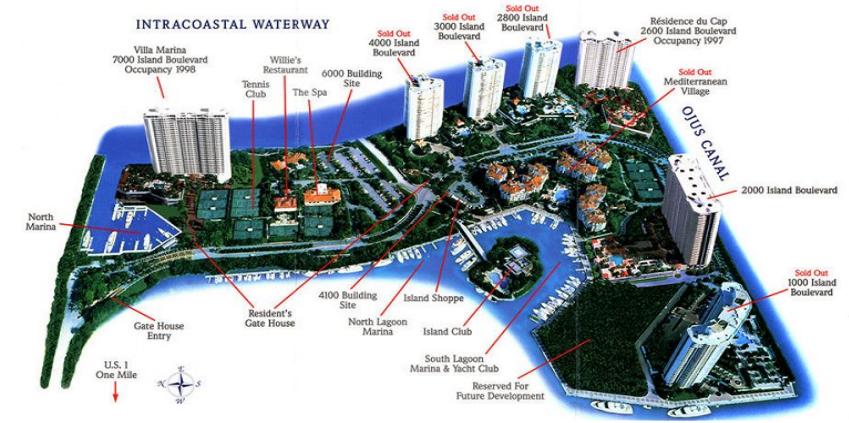 INTRACOASTAL WATERWAY
Villa Marina
7000 Island Boulevard
Occupancy 1998
Tennis
Club
Willie's
Restaurant
The Spa
6000 Building
Site
Sold Out
4000 Island
Boulevard
Sold Out
3000 Island
Boulevard
Sold Out
2800 Island
Boulevard
Résidence du Cap
2600 Island Boulevard
Occupancy 1997
Sold Out
Mediterranean
Village
OJUS CANAL
2000 Island Boulevard
Sold Out
1000 Island
Boulevard
North
Marina
Gate House
Entry
Resident's
Gate House
4100 Building
Site
North Lagoon
Marina
Island Shoppe
Island Club
South Lagoon
Marina & Yacht Club
Reserved For
Future Development
U.S. 1
One Mile
N
E
S
W